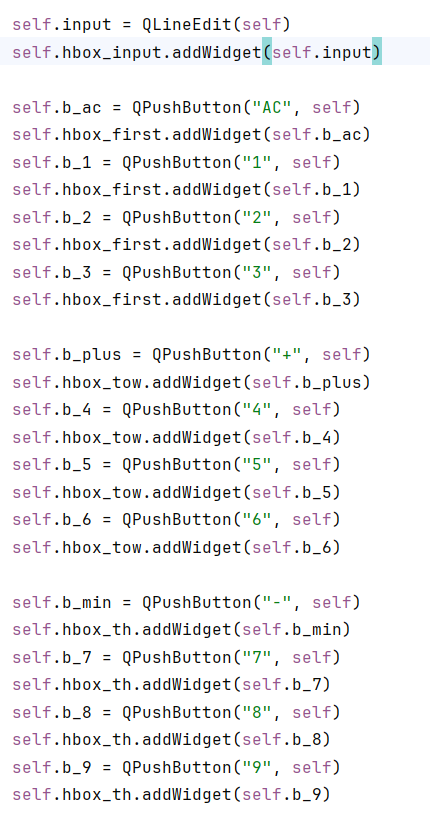 self.input = QLineEdit(self)
self.hbox_input.addWidget(self.input)
self.b_ac = QPushButton("AC", self)
self.hbox_first.addWidget(self.b_ac)
self.b_1 = QPushButton("1", self)
self.hbox_first.addWidget(self.b_1)
self.b_2 = QPushButton("2", self)
self.hbox_first.addWidget(self.b_2)
self.b_3 = QPushButton("3", self)
self.hbox_first.addWidget(self.b_3)
self.b_plus = QPushButton("+", self)
self.hbox_tow.addWidget(self.b_plus)
self.b_4 = QPushButton("4", self)
self.hbox_tow.addWidget(self.b_4)
self.b_5 = QPushButton("5", self)
self.hbox_tow.addWidget(self.b_5)
self.b_6 = QPushButton("6", self)
self.hbox_tow.addWidget(self.b_6)
self.b_min = QPushButton("-", self)
self.hbox_th.addWidget(self.b_min)
self.b_7 = QPushButton("7", self)
self.hbox_th.addWidget(self.b_7)
self.b_8 = QPushButton("8", self)
self.hbox_th.addWidget(self.b_8)
self.b_9 = QPushButton("9", self)
self.hbox_th.addWidget(self.b_9)